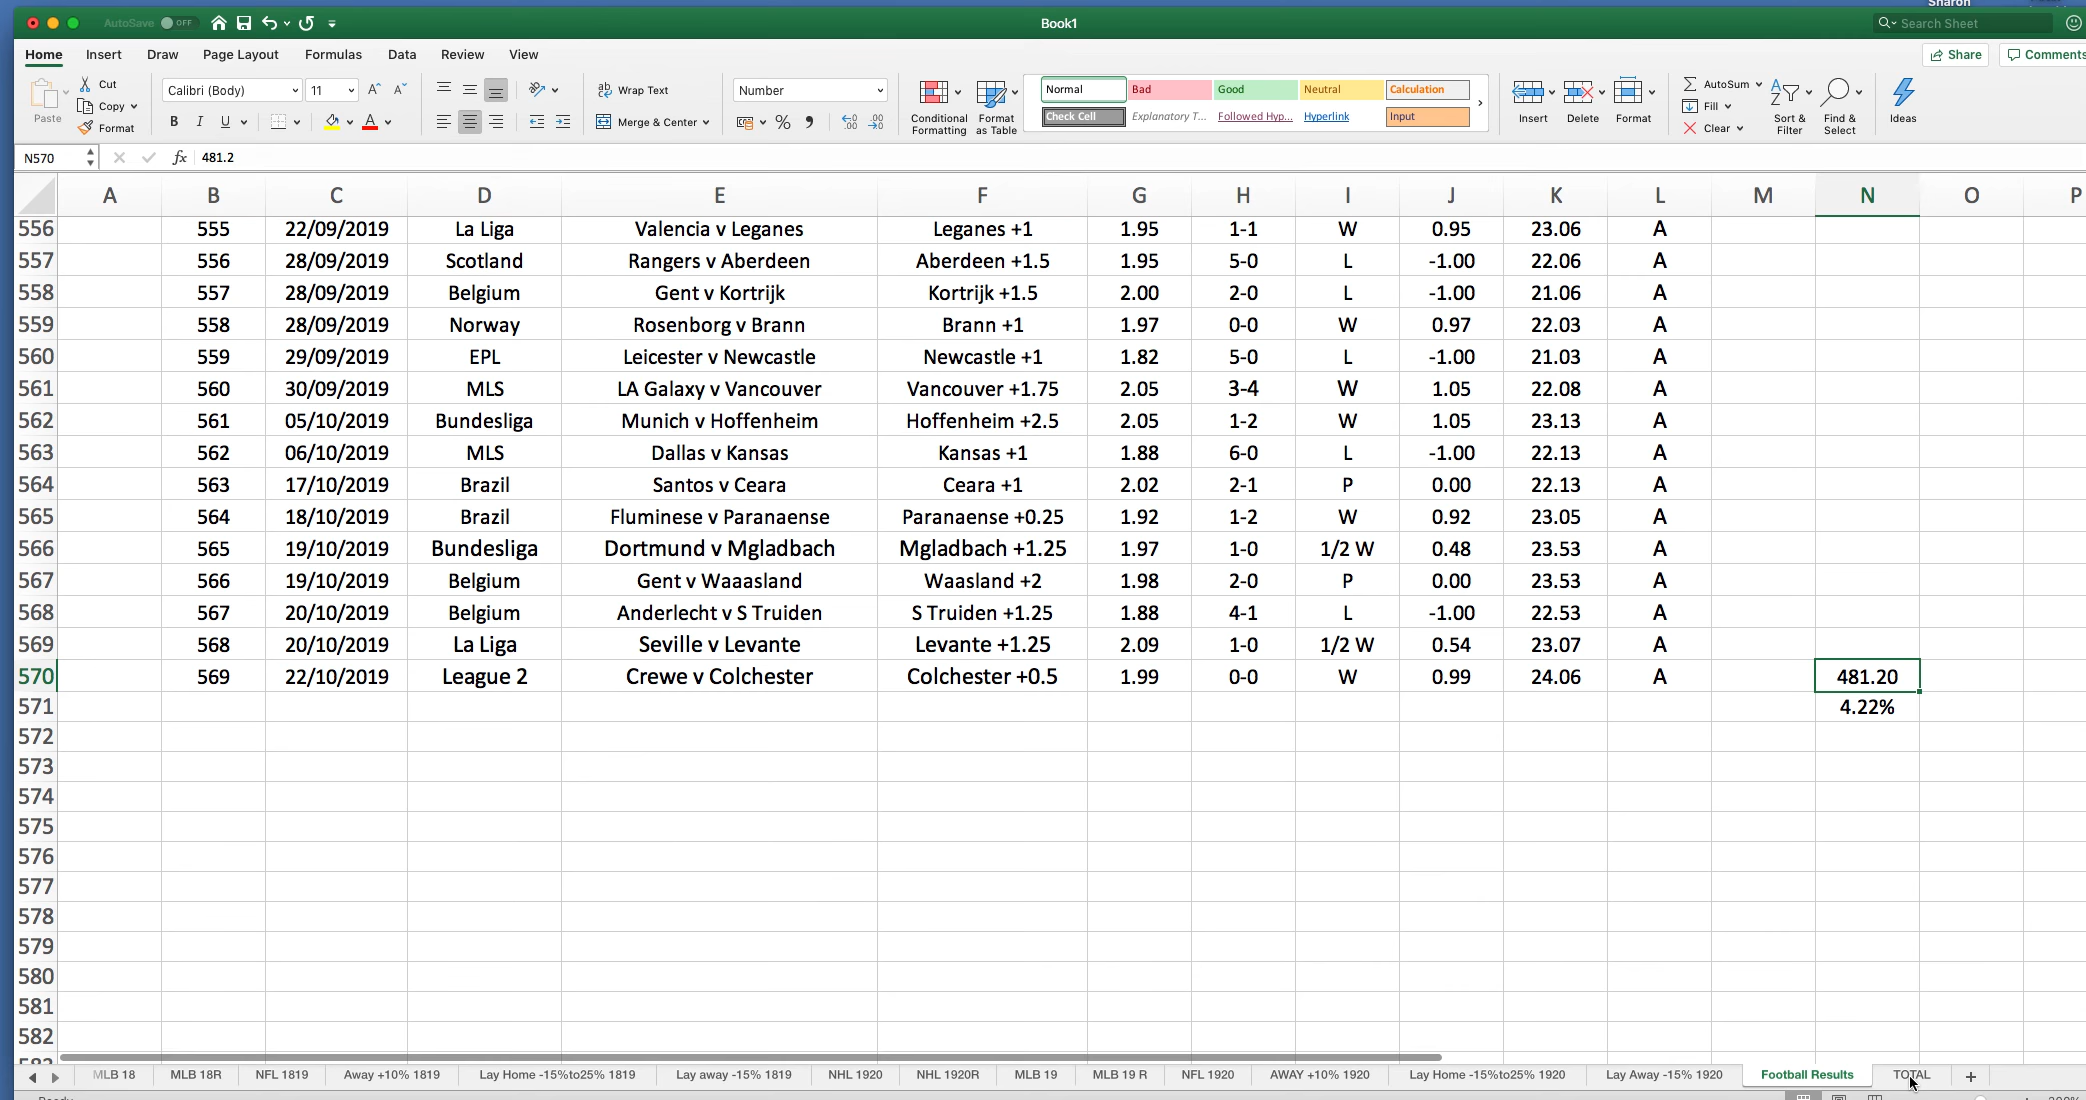 Sharon
AutoSave OFF Book1 Search Sheet
Home Insert Draw Page Layout Formulas Data Review View Share Comments
Paste Cut Copy Format
Calibri (Body) 11 A^ A˅ B I U A
ab Wrap Text Merge & Center
Number % 9
Conditional Formatting Format as Table
Normal Bad Good Neutral Calculation
Check Cell Explanatory T... Followed Hyp... Hyperlink Input
Insert Delete Format
AutoSum Fill Clear Sort & Filter Find & Select Ideas
N570 fx 481.2
A B C D E F G H I J K L M N O P
556 555 22/09/2019 La Liga Valencia v Leganes Leganes +1 1.95 1-1 W 0.95 23.06 A
557 556 28/09/2019 Scotland Rangers v Aberdeen Aberdeen +1.5 1.95 5-0 L -1.00 22.06 A
558 557 28/09/2019 Belgium Gent v Kortrijk Kortrijk +1.5 2.00 2-0 L -1.00 21.06 A
559 558 28/09/2019 Norway Rosenborg v Brann Brann +1 1.97 0-0 W 0.97 22.03 A
560 559 29/09/2019 EPL Leicester v Newcastle Newcastle +1 1.82 5-0 L -1.00 21.03 A
561 560 30/09/2019 MLS LA Galaxy v Vancouver Vancouver +1.75 2.05 3-4 W 1.05 22.08 A
562 561 05/10/2019 Bundesliga Munich v Hoffenheim Hoffenheim +2.5 2.05 1-2 W 1.05 23.13 A
563 562 06/10/2019 MLS Dallas v Kansas Kansas +1 1.88 6-0 L -1.00 22.13 A
564 563 17/10/2019 Brazil Santos v Ceara Ceara +1 2.02 2-1 P 0.00 22.13 A
565 564 18/10/2019 Brazil Fluminese v Paranaense Paranaense +0.25 1.92 1-2 W 0.92 23.05 A
566 565 19/10/2019 Bundesliga Dortmund v Mgladbach Mgladbach +1.25 1.97 1-0 1/2 W 0.48 23.53 A
567 566 19/10/2019 Belgium Gent v Waaasland Waasland +2 1.98 2-0 P 0.00 23.53 A
568 567 20/10/2019 Belgium Anderlecht v S Truiden S Truiden +1.25 1.88 4-1 L -1.00 22.53 A
569 568 20/10/2019 La Liga Seville v Levante Levante +1.25 2.09 1-0 1/2 W 0.54 23.07 A
570 569 22/10/2019 League 2 Crewe v Colchester Colchester +0.5 1.99 0-0 W 0.99 24.06 A 481.20
571 4.22%
572
573
574
575
576
577
578
579
580
581
582
MLB 18 MLB 18R NFL 1819 Away +10% 1819 Lay Home -15%to25% 1819 Lay away -15% 1819 NHL 1920 NHL 1920R MLB 19 MLB 19 R NFL 1920 AWAY +10% 1920 Lay Home -15%to25% 1920 Lay Away -15% 1920 Football Results TOTAL +